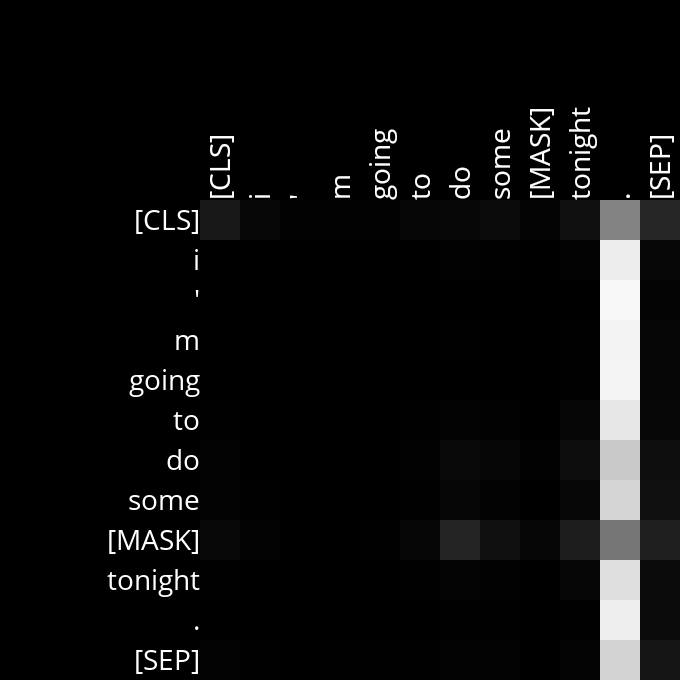 [CLS] i ' m going to do some [MASK] tonight . [SEP]
[CLS]
i
'
m
going
to
do
some
[MASK]
tonight
.
[SEP]